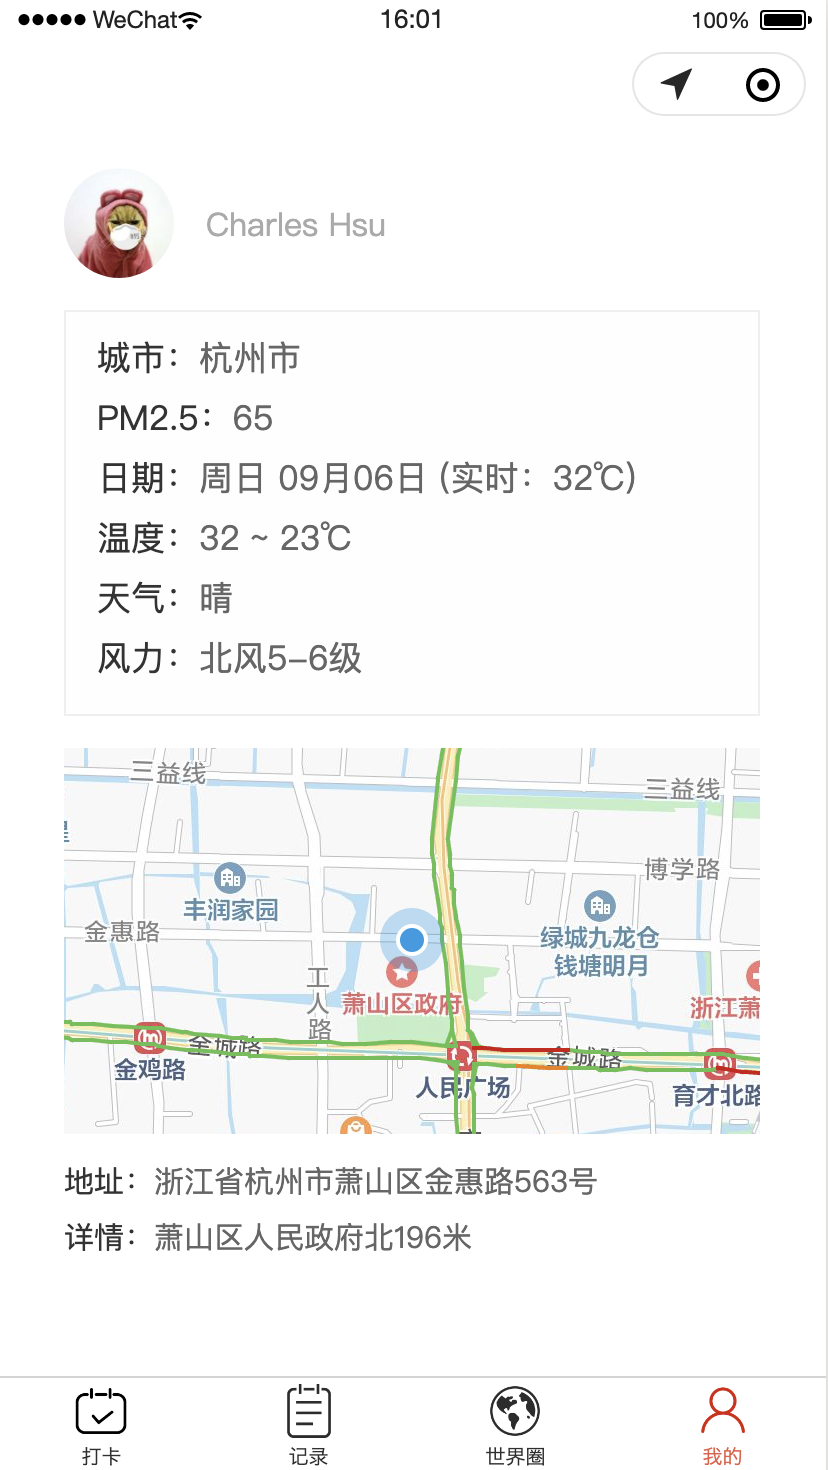 ●●●●● WeChat 16:01 100%
Charles Hsu
城市：杭州市
PM2.5：65
日期：周日 09月06日 (实时：32℃)
温度：32 ~ 23℃
天气：晴
风力：北风5-6级
三益线
三益线
博学路
丰润家园
金惠路
绿城九龙仓
钱塘明月
工人路
萧山区政府
浙江萧
金城路
金城路
金鸡路
人民广场
育才北路
地址：浙江省杭州市萧山区金惠路563号
详情：萧山区人民政府北196米
打卡 记录 世界圈 我的